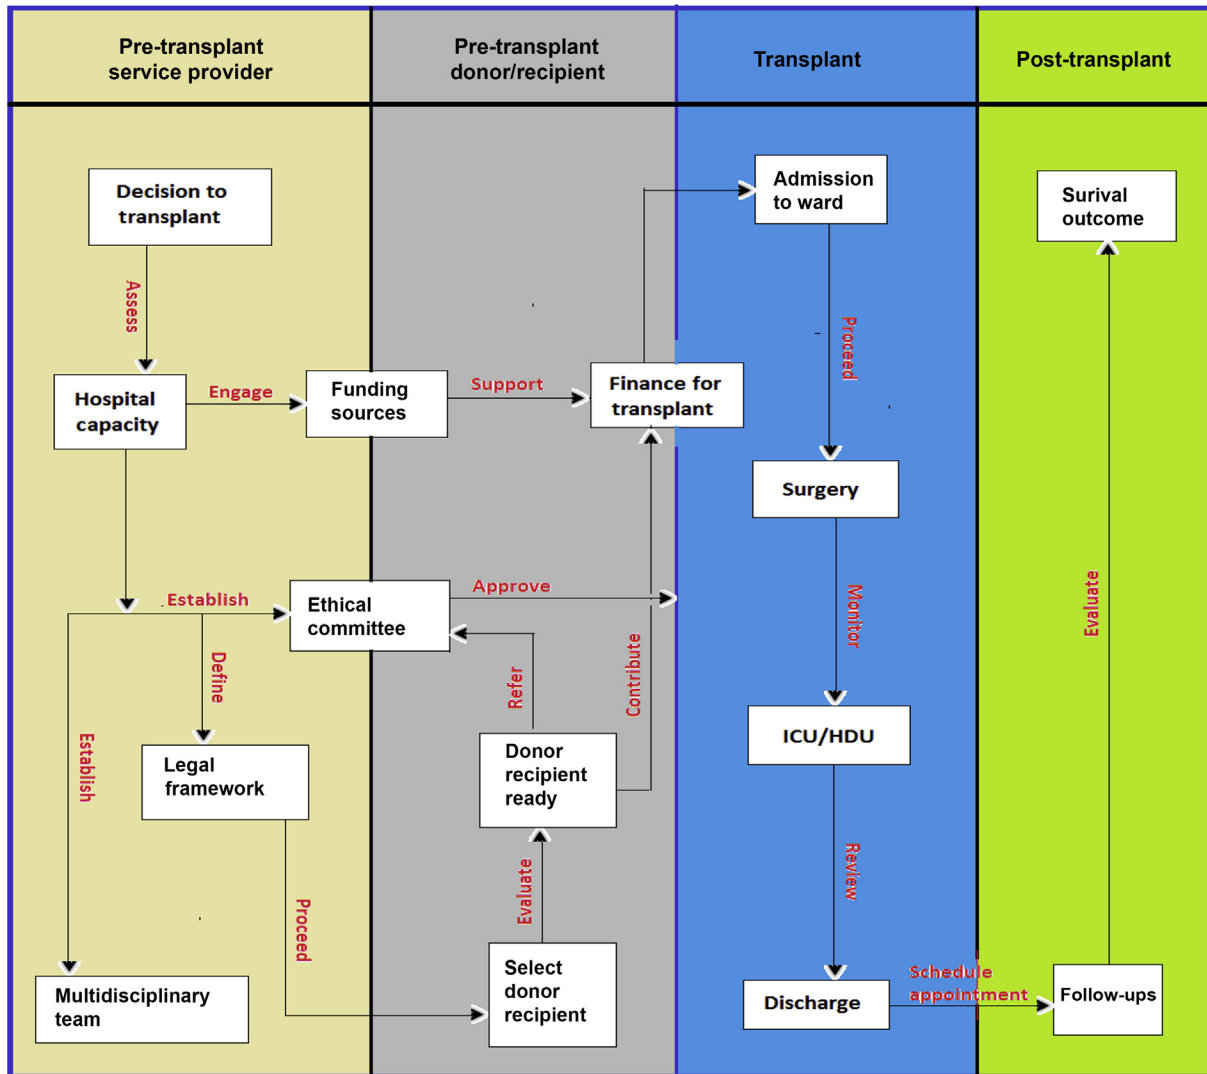 Pre-transplant
service provider
Pre-transplant
donor/recipient
Transplant
Post-transplant
Decision to
transplant
Assess
Hospital
capacity
Engage
Funding
sources
Support
Finance for
transplant
Establish
Ethical
committee
Approve
Define
Establish
Legal
framework
Proceed
Multidisciplinary
team
Refer
Contribute
Donor
recipient
ready
Evaluate
Select
donor
recipient
Admission
to ward
Proceed
Surgery
Monitor
ICU/HDU
Review
Discharge
Schedule
appointment
Follow-ups
Evaluate
Surival
outcome